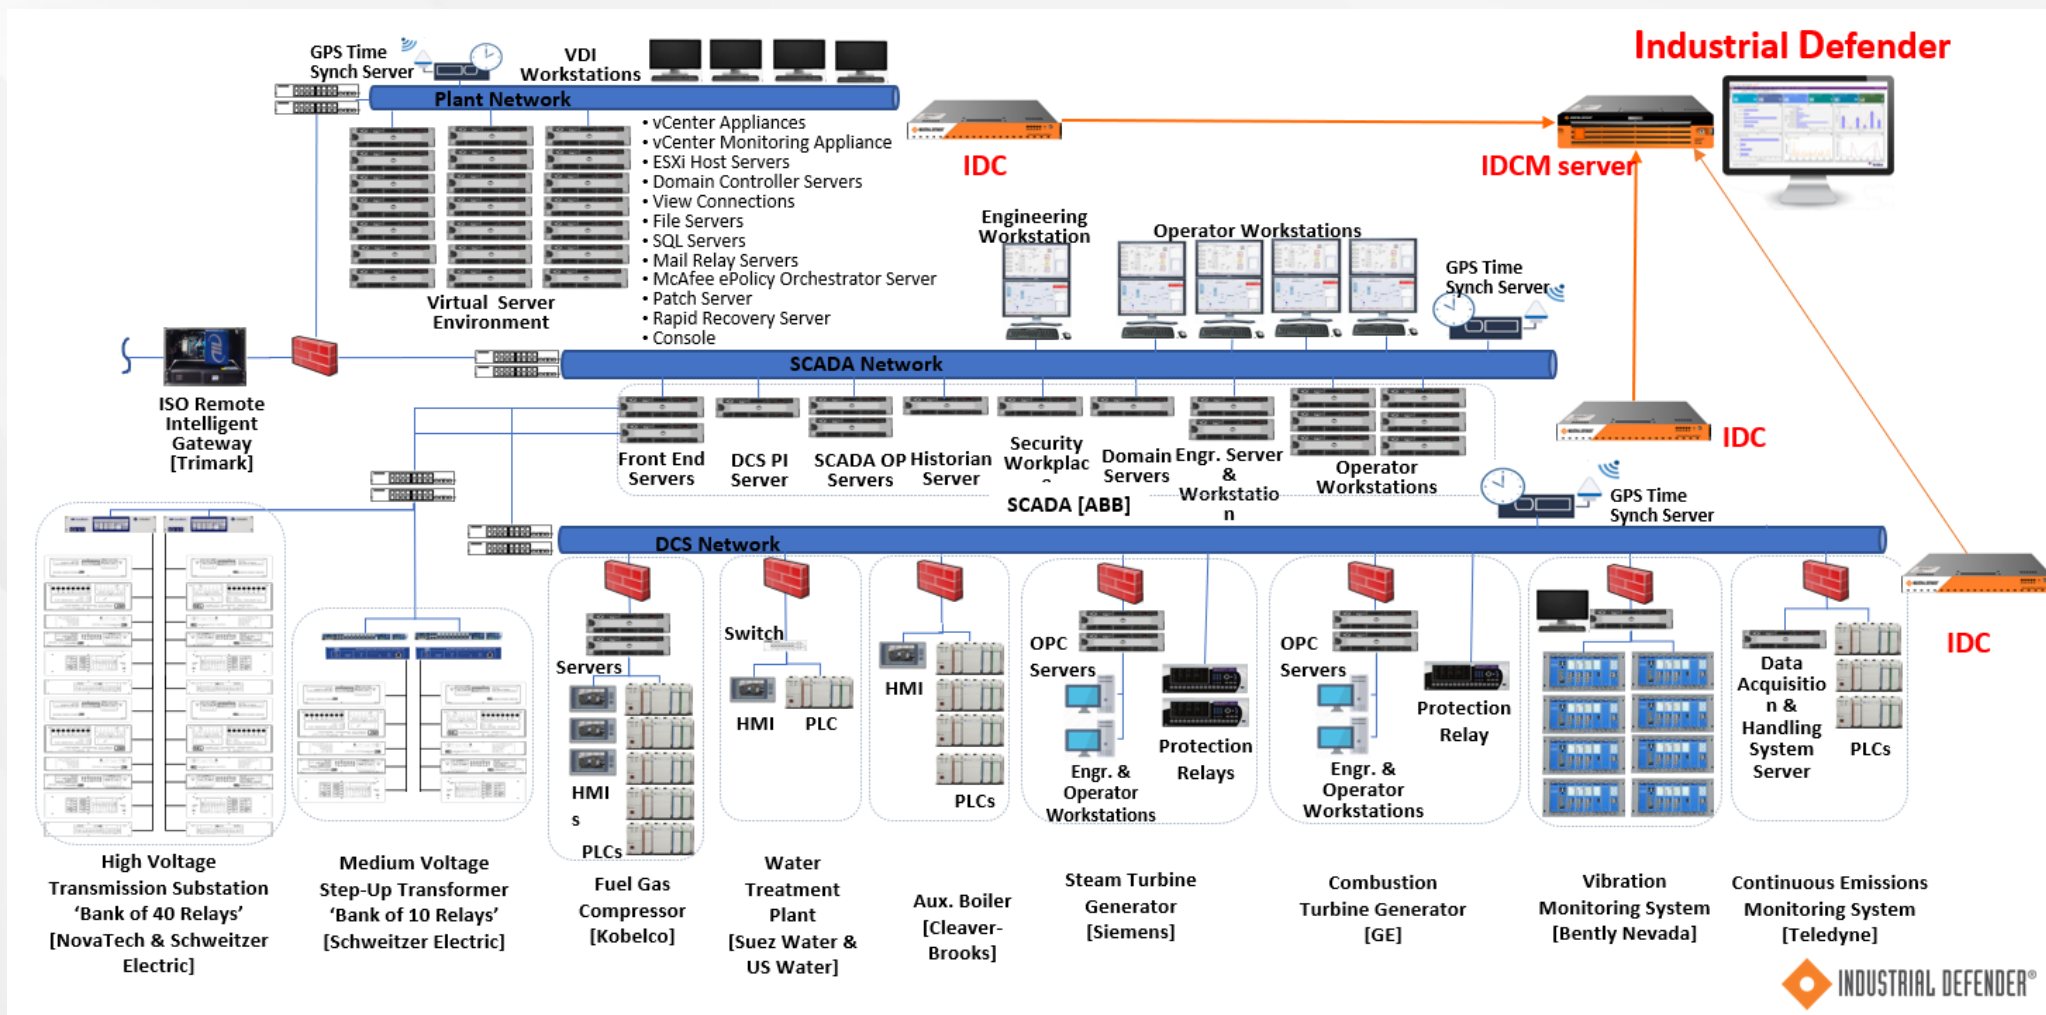 Industrial Defender
GPS Time
Synch Server
VDI
Workstations
Plant Network
• vCenter Appliances
• vCenter Monitoring Appliance
• ESXi Host Servers
• Domain Controller Servers
• View Connections
• File Servers
• SQL Servers
• Mail Relay Servers
• McAfee ePolicy Orchestrator Server
• Patch Server
• Rapid Recovery Server
• Console
Virtual Server
Environment
IDC
IDCM server
Engineering
Workstation
Operator Workstations
GPS Time
Synch Server
ISO Remote
Intelligent
Gateway
[Trimark]
SCADA Network
Front End
Servers
DCS PI
Server
SCADA OP
Servers
Historian
Server
Security
Workplac
Domain
Servers
Engr. Server
&
Workstatio
n
Operator
Workstations
SCADA [ABB]
IDC
GPS Time
Synch Server
DCS Network
IDC
Servers
HMI
s
PLCs
Switch
HMI
PLC
HMI
PLCs
OPC
Servers
Engr. &
Operator
Workstations
Protection
Relays
OPC
Servers
Engr. &
Operator
Workstations
Protection
Relay
Data
Acquisitio
n &
Handling
System
Server
PLCs
High Voltage
Transmission Substation
‘Bank of 40 Relays’
[NovaTech & Schweitzer
Electric]
Medium Voltage
Step-Up Transformer
‘Bank of 10 Relays’
[Schweitzer Electric]
Fuel Gas
Compressor
[Kobelco]
Water
Treatment
Plant
[Suez Water &
US Water]
Aux. Boiler
[Cleaver-
Brooks]
Steam Turbine
Generator
[Siemens]
Combustion
Turbine Generator
[GE]
Vibration
Monitoring System
[Bently Nevada]
Continuous Emissions
Monitoring System
[Teledyne]
INDUSTRIAL DEFENDER®